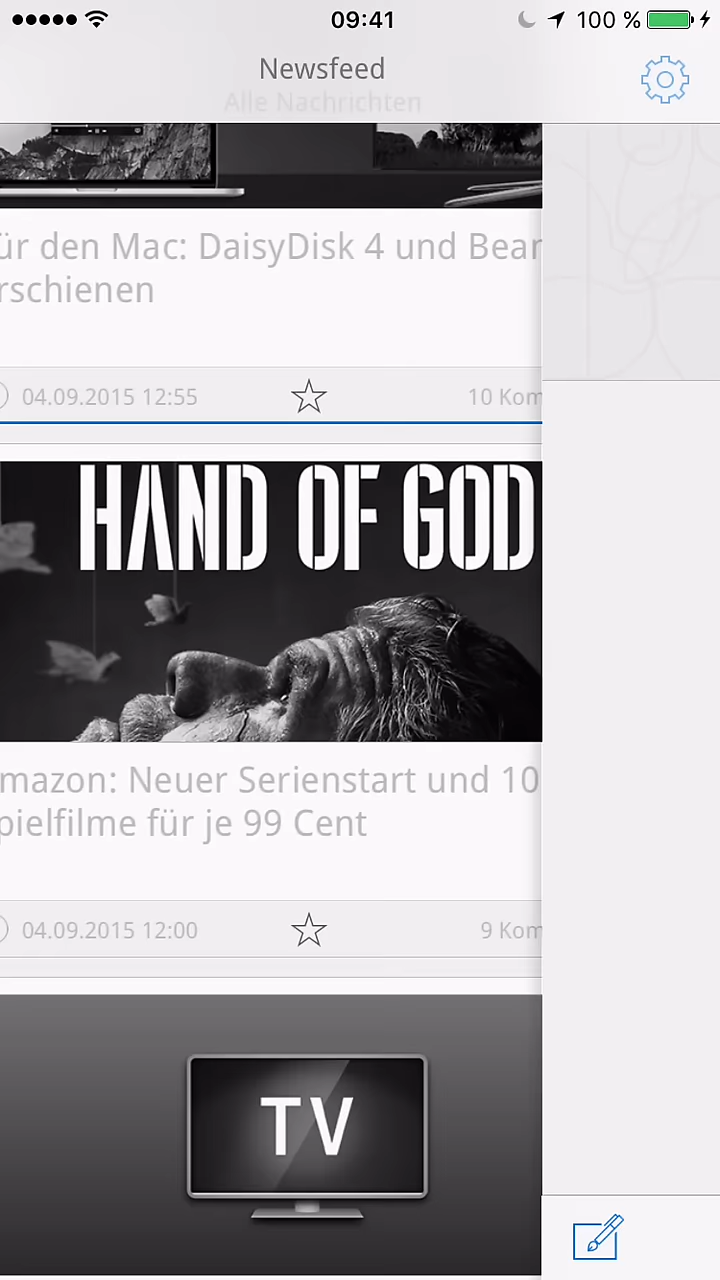 09:41
100 %
Newsfeed
Alle Nachrichten
ür den Mac: DaisyDisk 4 und Bear
rschienen
04.09.2015 12:55
10 Kom
HAND OF GOD
mazon: Neuer Serienstart und 10
pielfilme für je 99 Cent
04.09.2015 12:00
9 Kom
TV